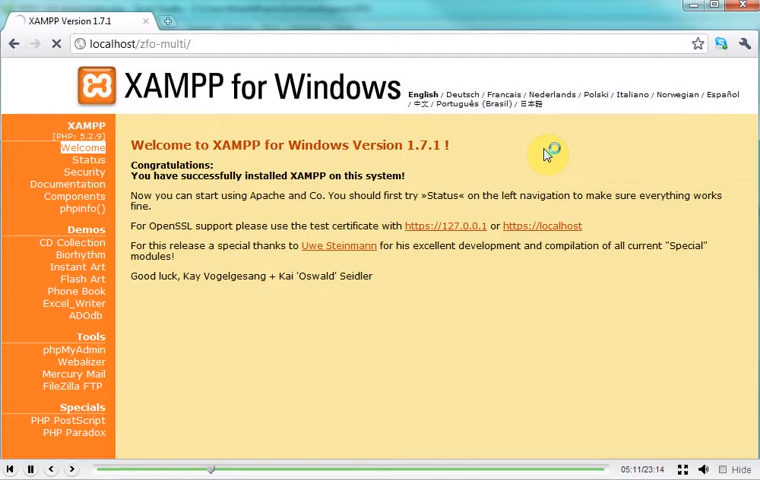 XAMPP Version 1.7.1
localhost/zfo-multi/
XAMPP for Windows
English / Deutsch / Francais / Nederlands / Polski / Italiano / Norwegian / Español
/ 中文 / Português (Brasil) / 日本語
XAMPP
[PHP: 5.2.9]
Welcome
Status
Security
Documentation
Components
phpinfo()
Demos
CD Collection
Biorhythm
Instant Art
Flash Art
Phone Book
Excel_Writer
ADOdb
Tools
phpMyAdmin
Webalizer
Mercury Mail
FileZilla FTP
Specials
PHP PostScript
PHP Paradox
Welcome to XAMPP for Windows Version 1.7.1 !
Congratulations:
You have successfully installed XAMPP on this system!
Now you can start using Apache and Co. You should first try »Status« on the left navigation to make sure everything works
fine.
For OpenSSL support please use the test certificate with https://127.0.0.1 or https://localhost
For this release a special thanks to Uwe Steinmann for his excellent development and compilation of all current "Special"
modules!
Good luck, Kay Vogelgesang + Kai 'Oswald' Seidler
05:11/23:14
Hide